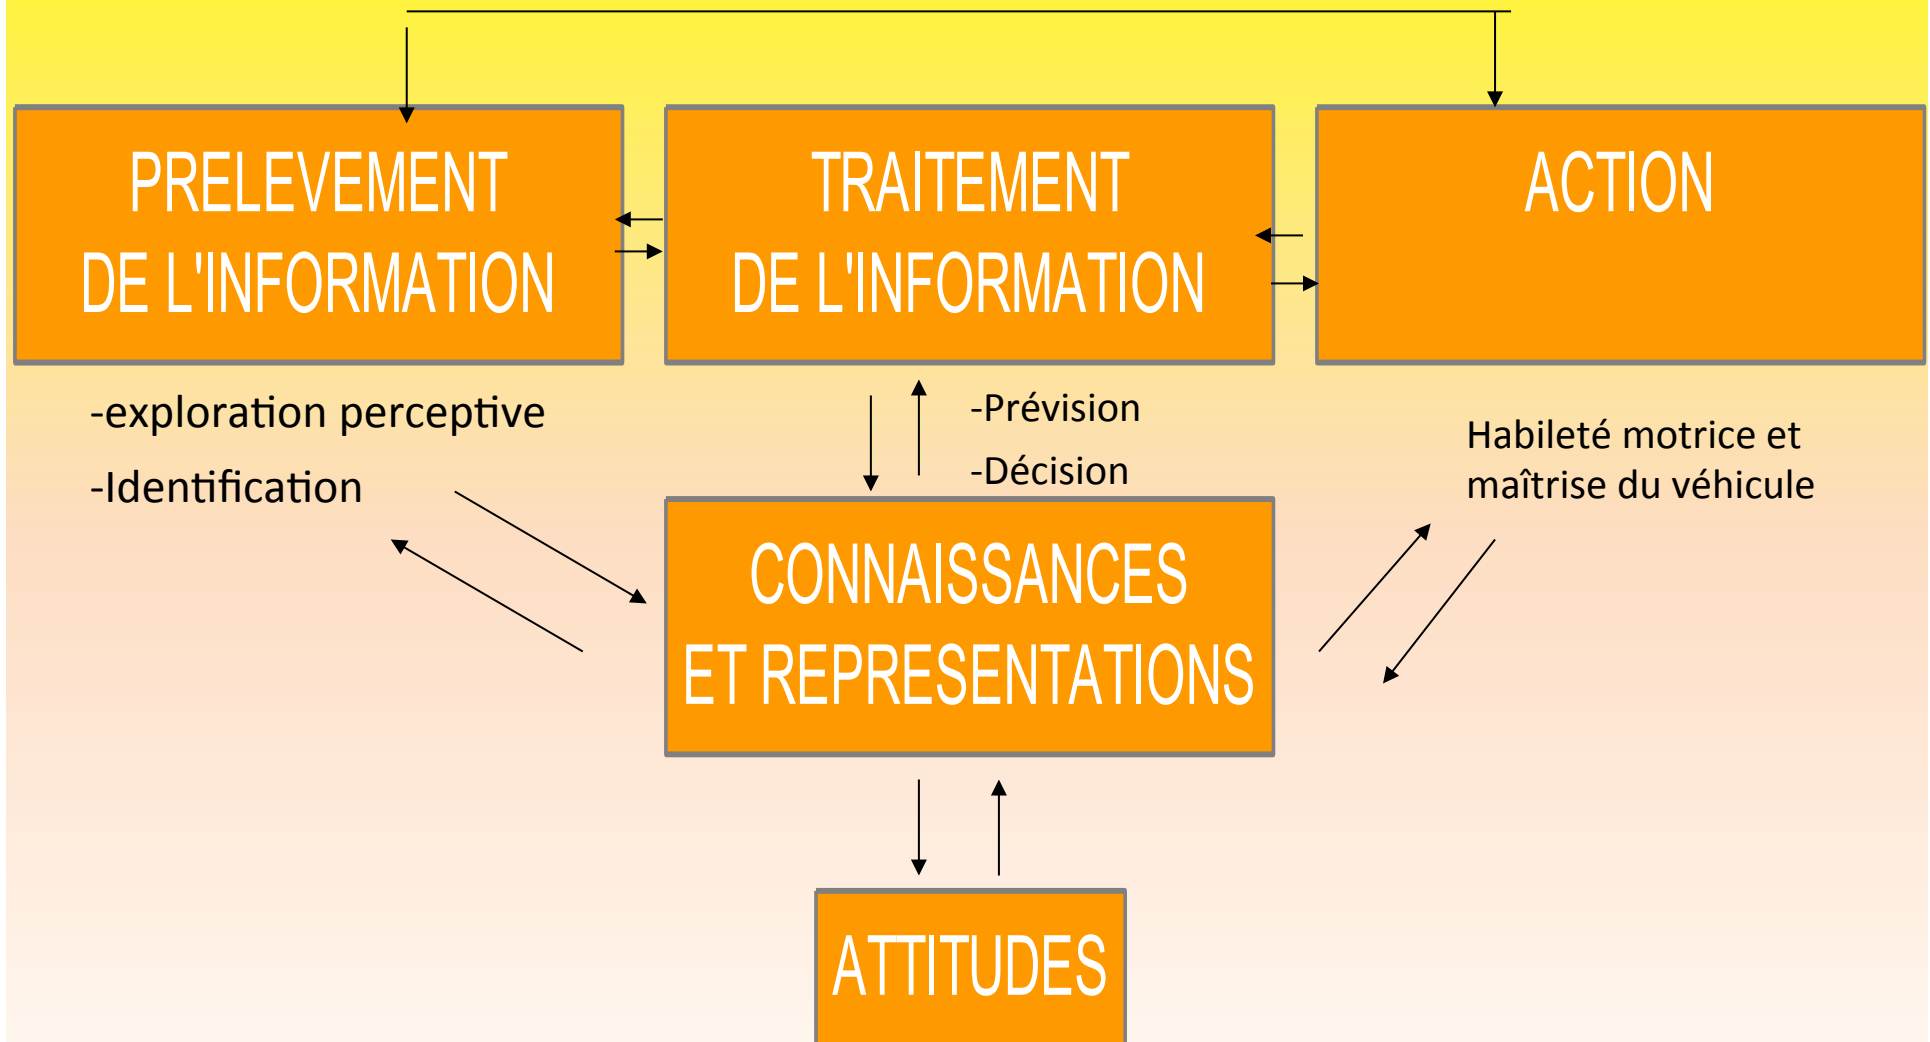 PRELEVEMENT
DE L'INFORMATION
TRAITEMENT
DE L'INFORMATION
ACTION
-exploration perceptive
-Identification
-Prévision
-Décision
Habileté motrice et
maîtrise du véhicule
CONNAISSANCES
ET REPRESENTATIONS
ATTITUDES